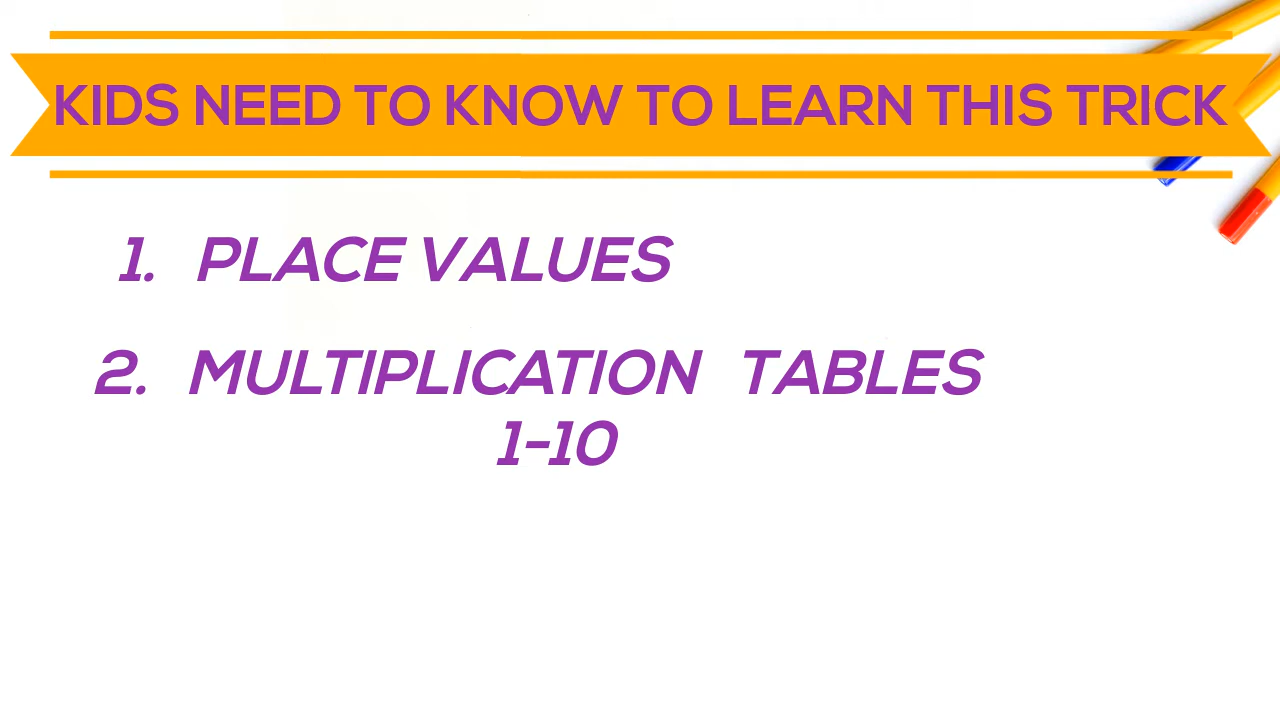 KIDS NEED TO KNOW TO LEARN THIS TRICK
1. PLACE VALUES
2. MULTIPLICATION TABLES
1-10